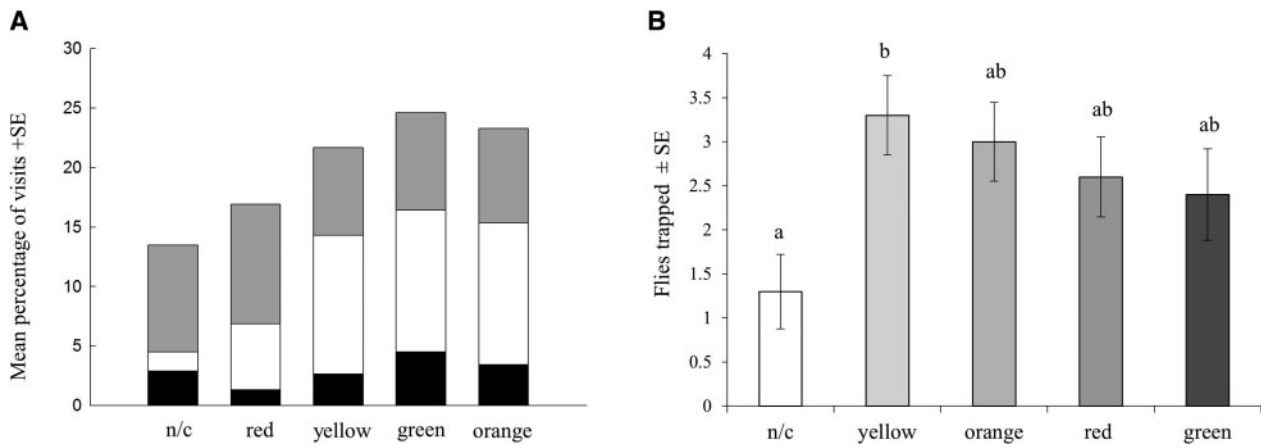 A
Mean percentage of visits +SE
30
25
20
15
10
5
0
n/c red yellow green orange
B
Flies trapped ± SE
4
3.5
3
2.5
2
1.5
1
0.5
0
a b ab ab ab
n/c yellow orange red green